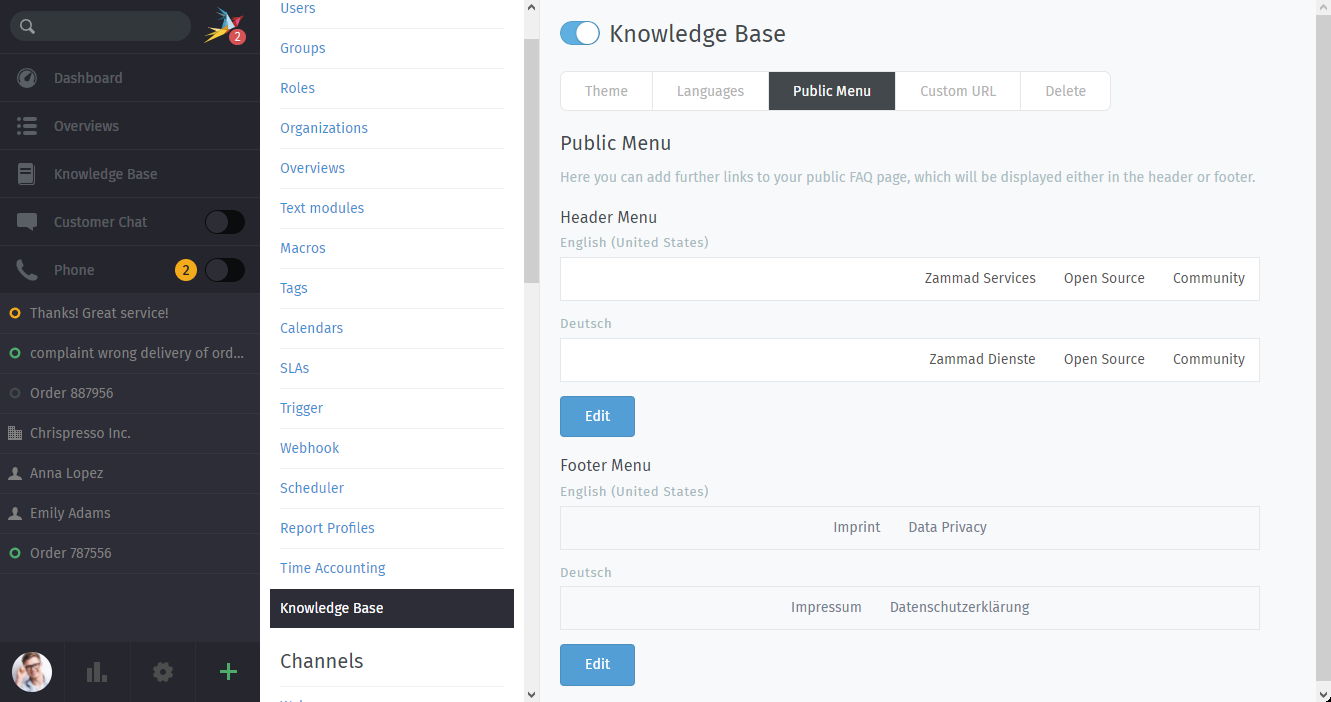 2
Dashboard
Overviews
Knowledge Base
Customer Chat
Phone 2
Thanks! Great service!
complaint wrong delivery of ord...
Order 887956
Chrispresso Inc.
Anna Lopez
Emily Adams
Order 787556
Users
Groups
Roles
Organizations
Overviews
Text modules
Macros
Tags
Calendars
SLAs
Trigger
Webhook
Scheduler
Report Profiles
Time Accounting
Knowledge Base
Channels
Knowledge Base
Theme Languages Public Menu Custom URL Delete
Public Menu
Here you can add further links to your public FAQ page, which will be displayed either in the header or footer.
Header Menu
English (United States)
Zammad Services Open Source Community
Deutsch
Zammad Dienste Open Source Community
Edit
Footer Menu
English (United States)
Imprint Data Privacy
Deutsch
Impressum Datenschutzerklärung
Edit